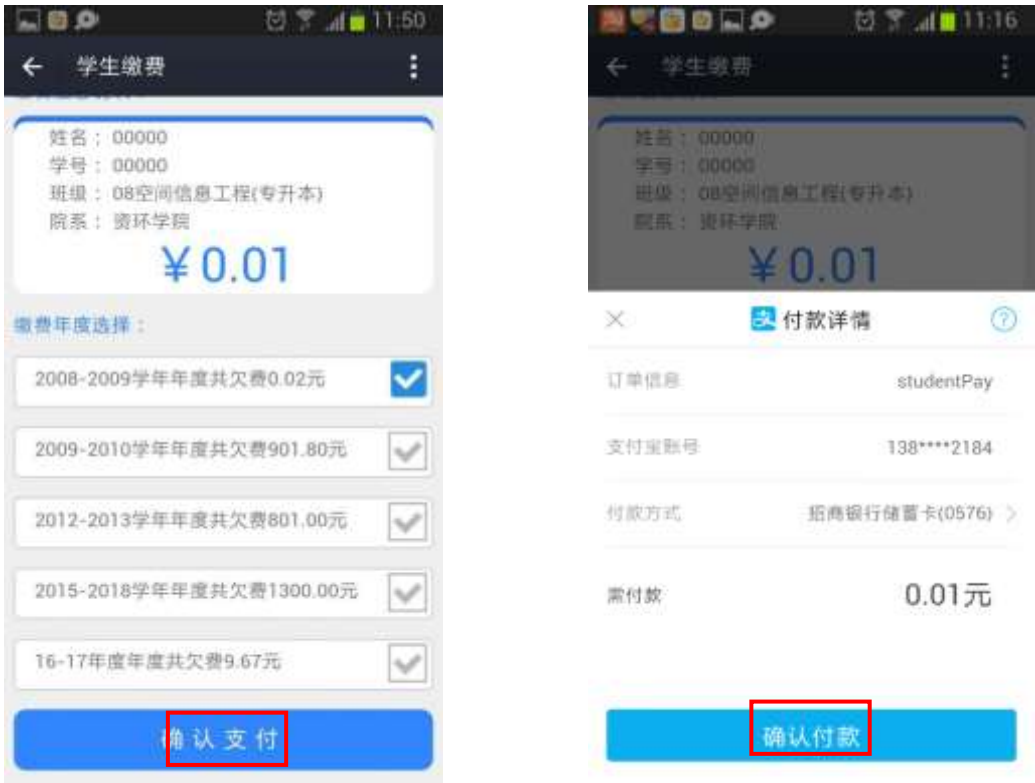 11:50
学生缴费
姓名： 00000
学号： 00000
班级： 08空间信息工程(专升本)
院系： 资环学院
¥0.01
缴费年度选择：
2008-2009学年年度共欠费0.02元
2009-2010学年年度共欠费901.80元
2012-2013学年年度共欠费801.00元
2015-2018学年年度共欠费1300.00元
16-17年度年度共欠费9.67元
确认支付
11:16
学生缴费
姓名： 00000
学号： 00000
班级： 08空间信息工程(专升本)
院系： 资环学院
¥0.01
支 付款详情
订单信息 studentPay
支付宝账号 138****2184
付款方式 招商银行储蓄卡(0576)
需付款 0.01元
确认付款